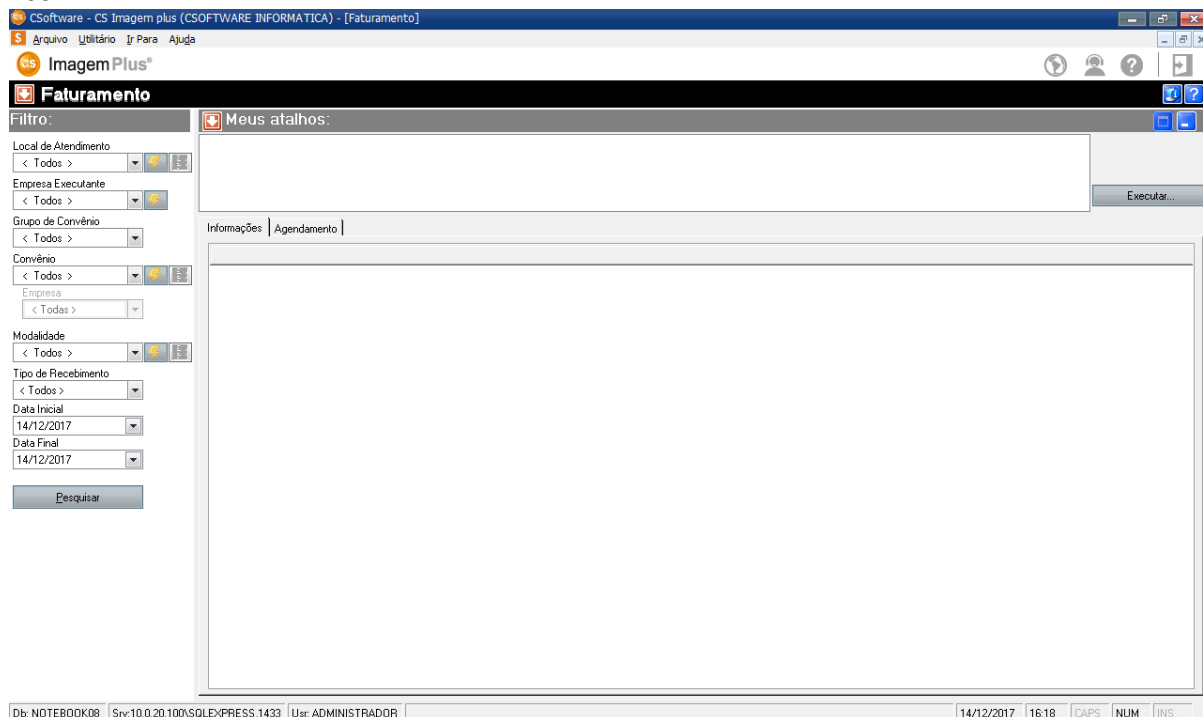 CSoftware - CS Imagem plus (CSOFTWARE INFORMATICA) - [Faturamento]
Arquivo Utilitário Ir Para Ajuda
cs ImagemPlus®
Faturamento
Filtro:
Meus atalhos:
Local de Atendimento
< Todos >
Empresa Executante
< Todos >
Executar...
Grupo de Convênio
< Todos >
Informações Agendamento
Convênio
< Todos >
Empresa
< Todas >
Modalidade
< Todos >
Tipo de Recebimento
< Todos >
Data Inicial
14/12/2017
Data Final
14/12/2017
Pesquisar
Db: NOTEBOOK08 Srv:10.0.20.100\SQLEXPRESS,1433 Usr: ADMINISTRADOR 14/12/2017 16:18 CAPS NUM INS